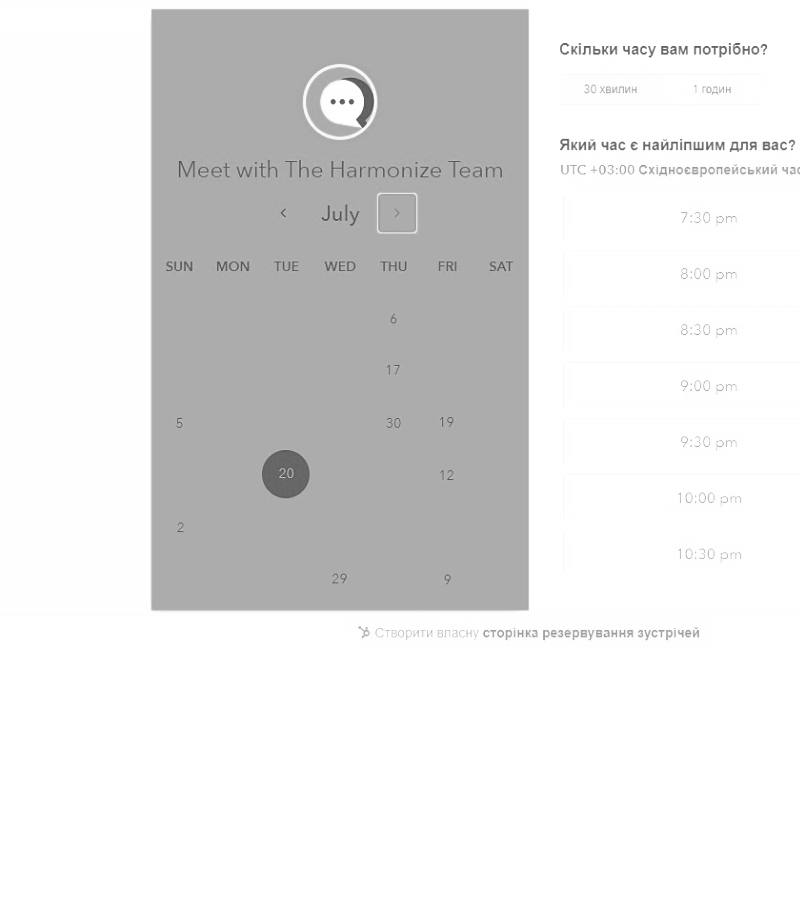 Meet with The Harmonize Team
July
SUN MON TUE WED THU FRI SAT
6
17
5 30 19
20 12
2
29 9
Скільки часу вам потрібно?
30 хвилин 1 годин
Який час є найліпшим для вас?
UTC +03:00 Східноєвропейський час
7:30 pm
8:00 pm
8:30 pm
9:00 pm
9:30 pm
10:00 pm
10:30 pm
Створити власну сторінка резервування зустрічей